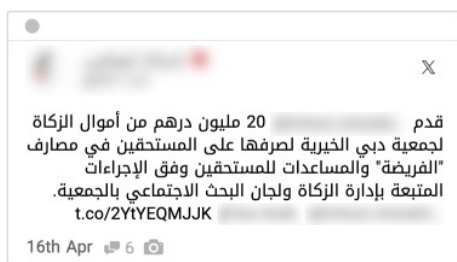 قدم 20 مليون درهم من أموال الزكاة
لجمعية دبي الخيرية لصرفها على المستحقين في مصارف
"الفريضة" والمساعدات للمستحقين وفق الإجراءات
المتبعة بإدارة الزكاة ولجان البحث الاجتماعي بالجمعية.
t.co/2YtYEQMJJK
16th Apr 6